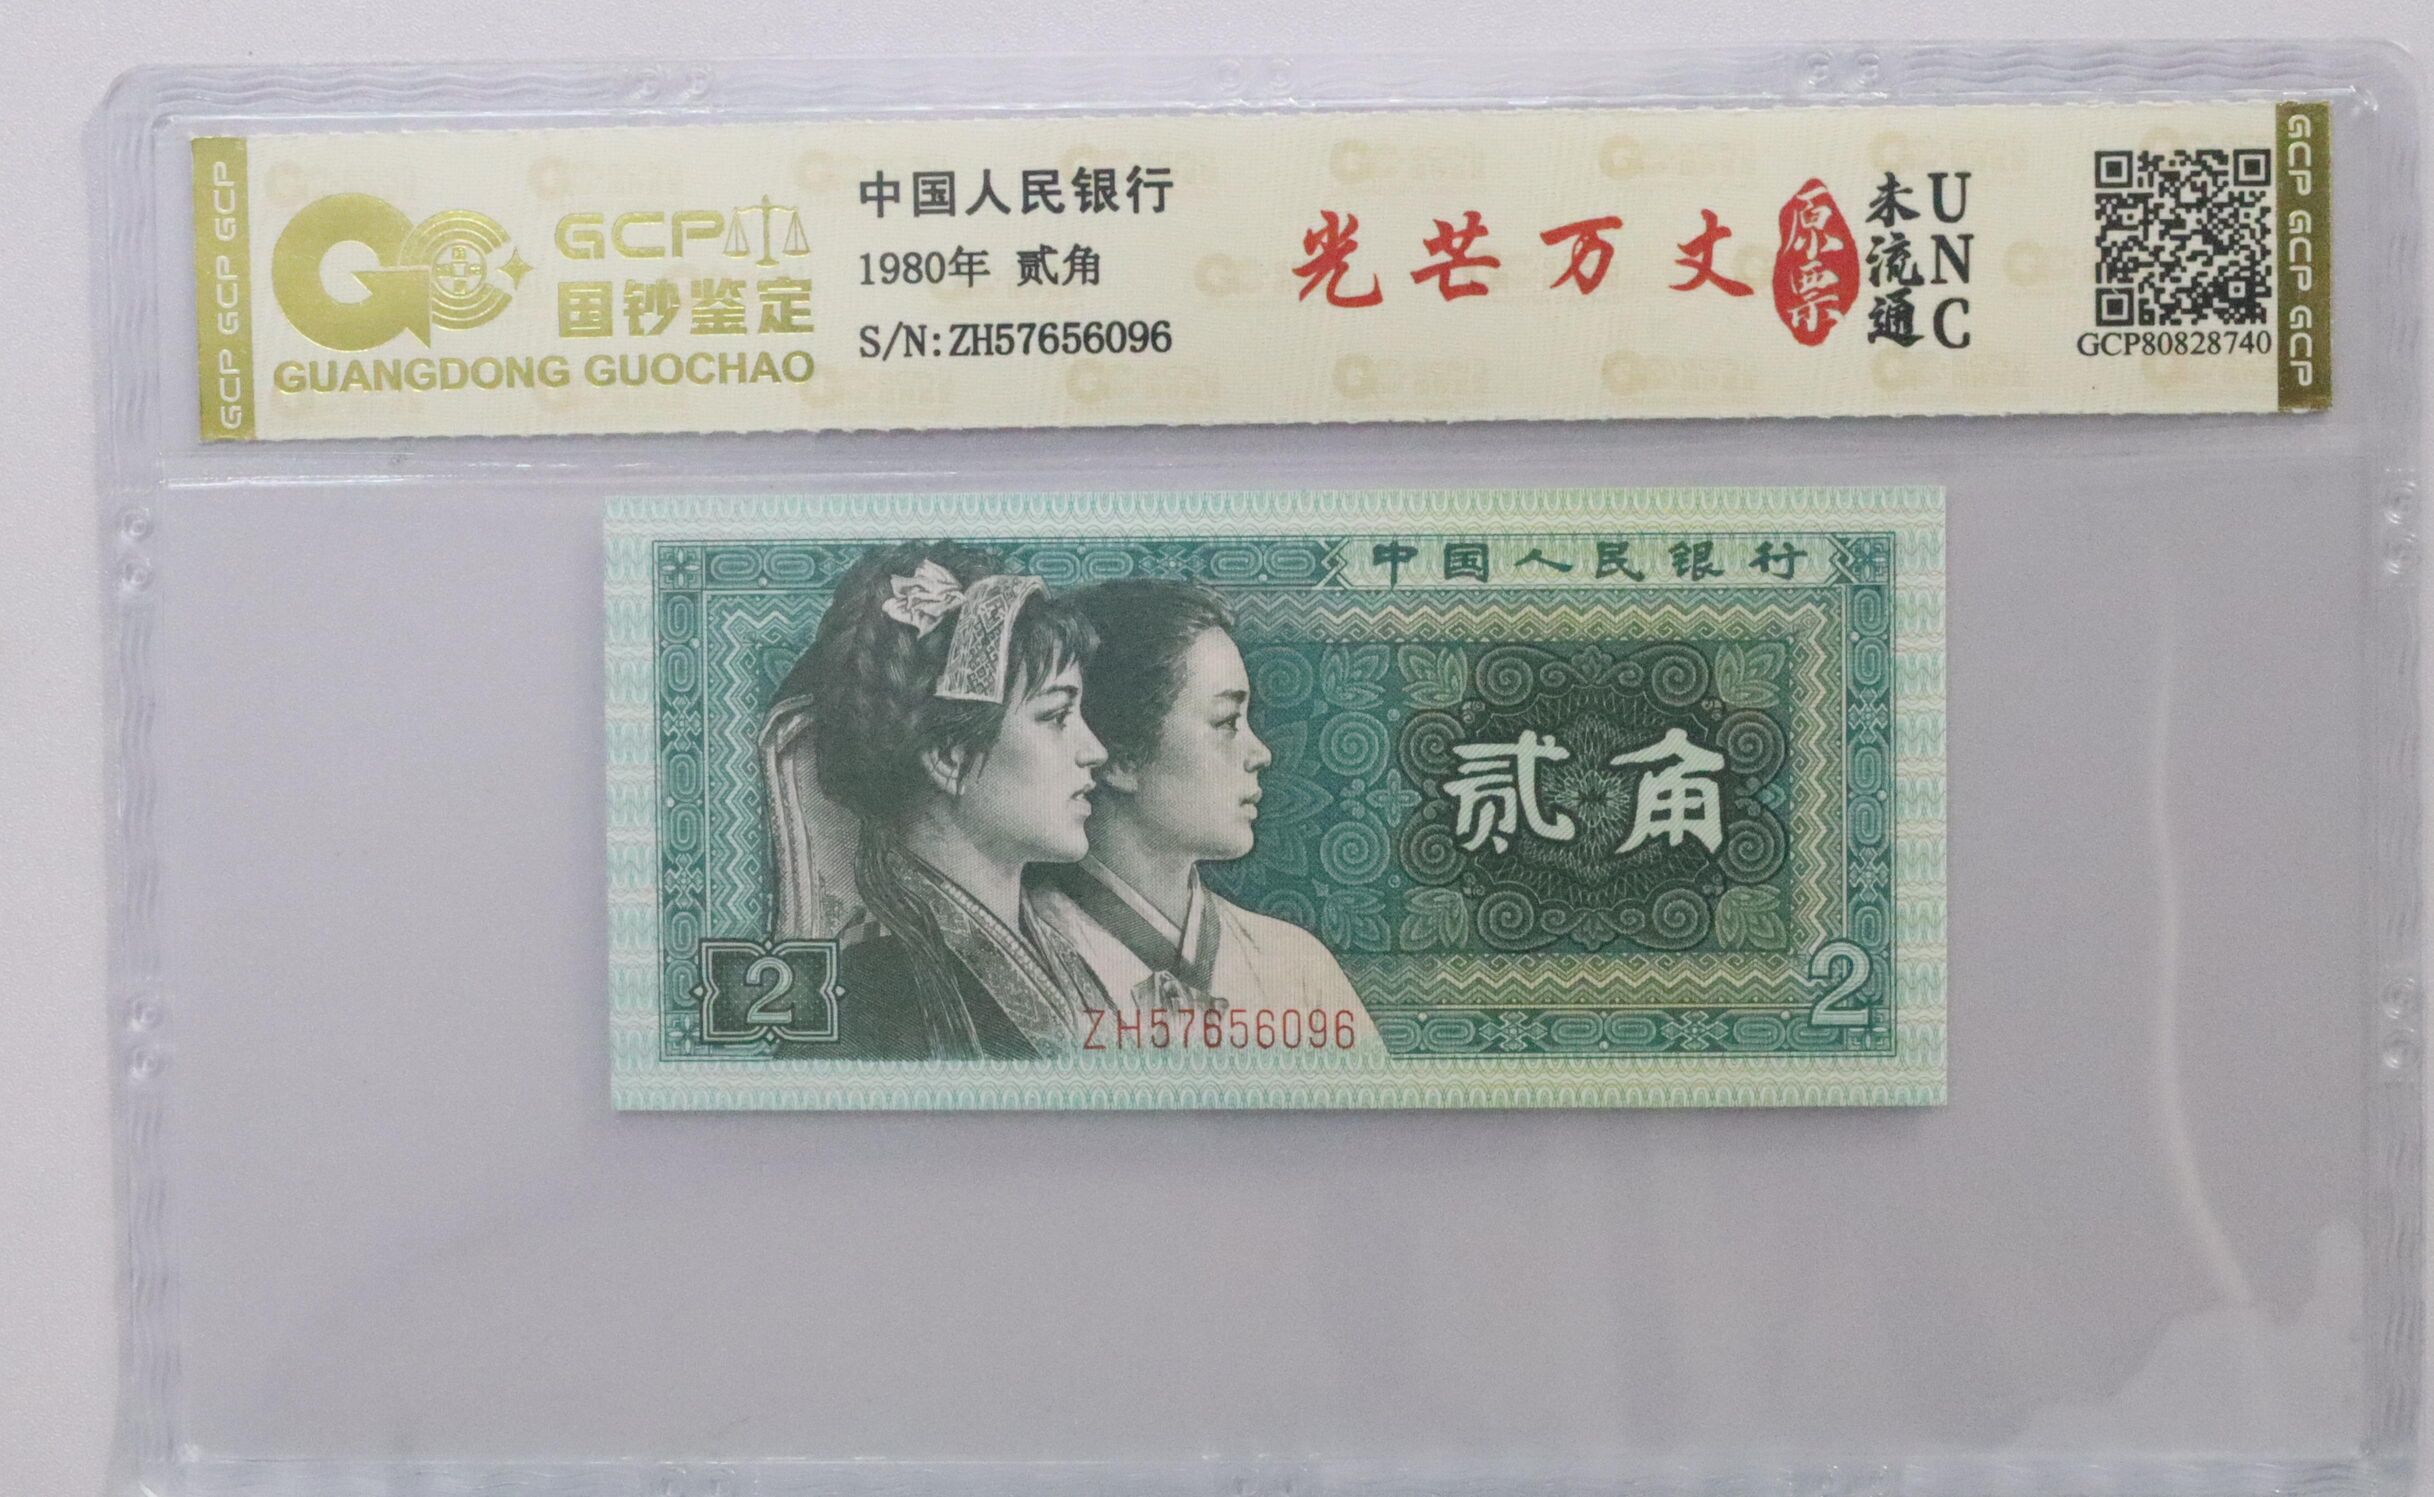 GCP GCP GCP
GCP
国钞鉴定
GUANGDONG GUOCHAO
中国人民银行
1980年 贰角
S/N:ZH57656096
光芒万丈
原票
未流通
UNC
GCP80828740
GCP GCP GCP
中国人民银行
贰角
2
2
ZH57656096